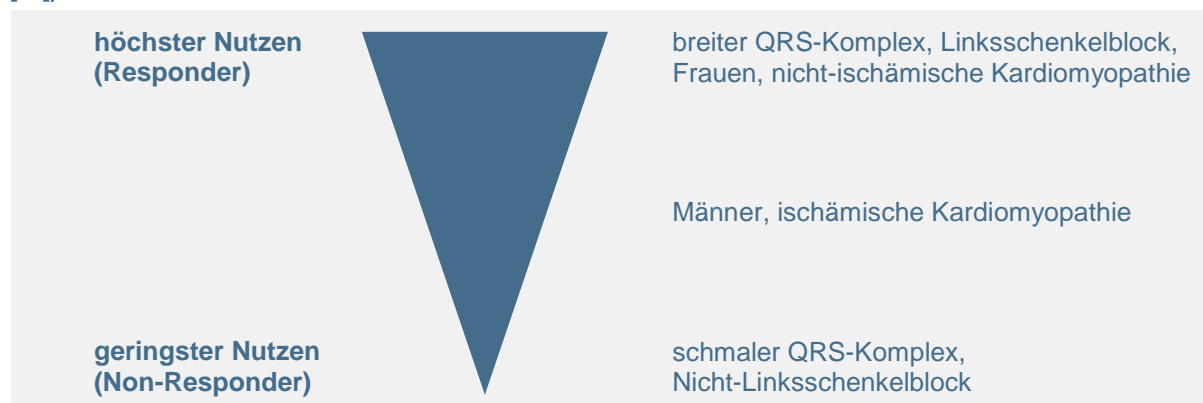 höchster Nutzen
(Responder)
breiter QRS-Komplex, Linksschenkelblock,
Frauen, nicht-ischämische Kardiomyopathie
Männer, ischämische Kardiomyopathie
geringster Nutzen
(Non-Responder)
schmaler QRS-Komplex,
Nicht-Linksschenkelblock